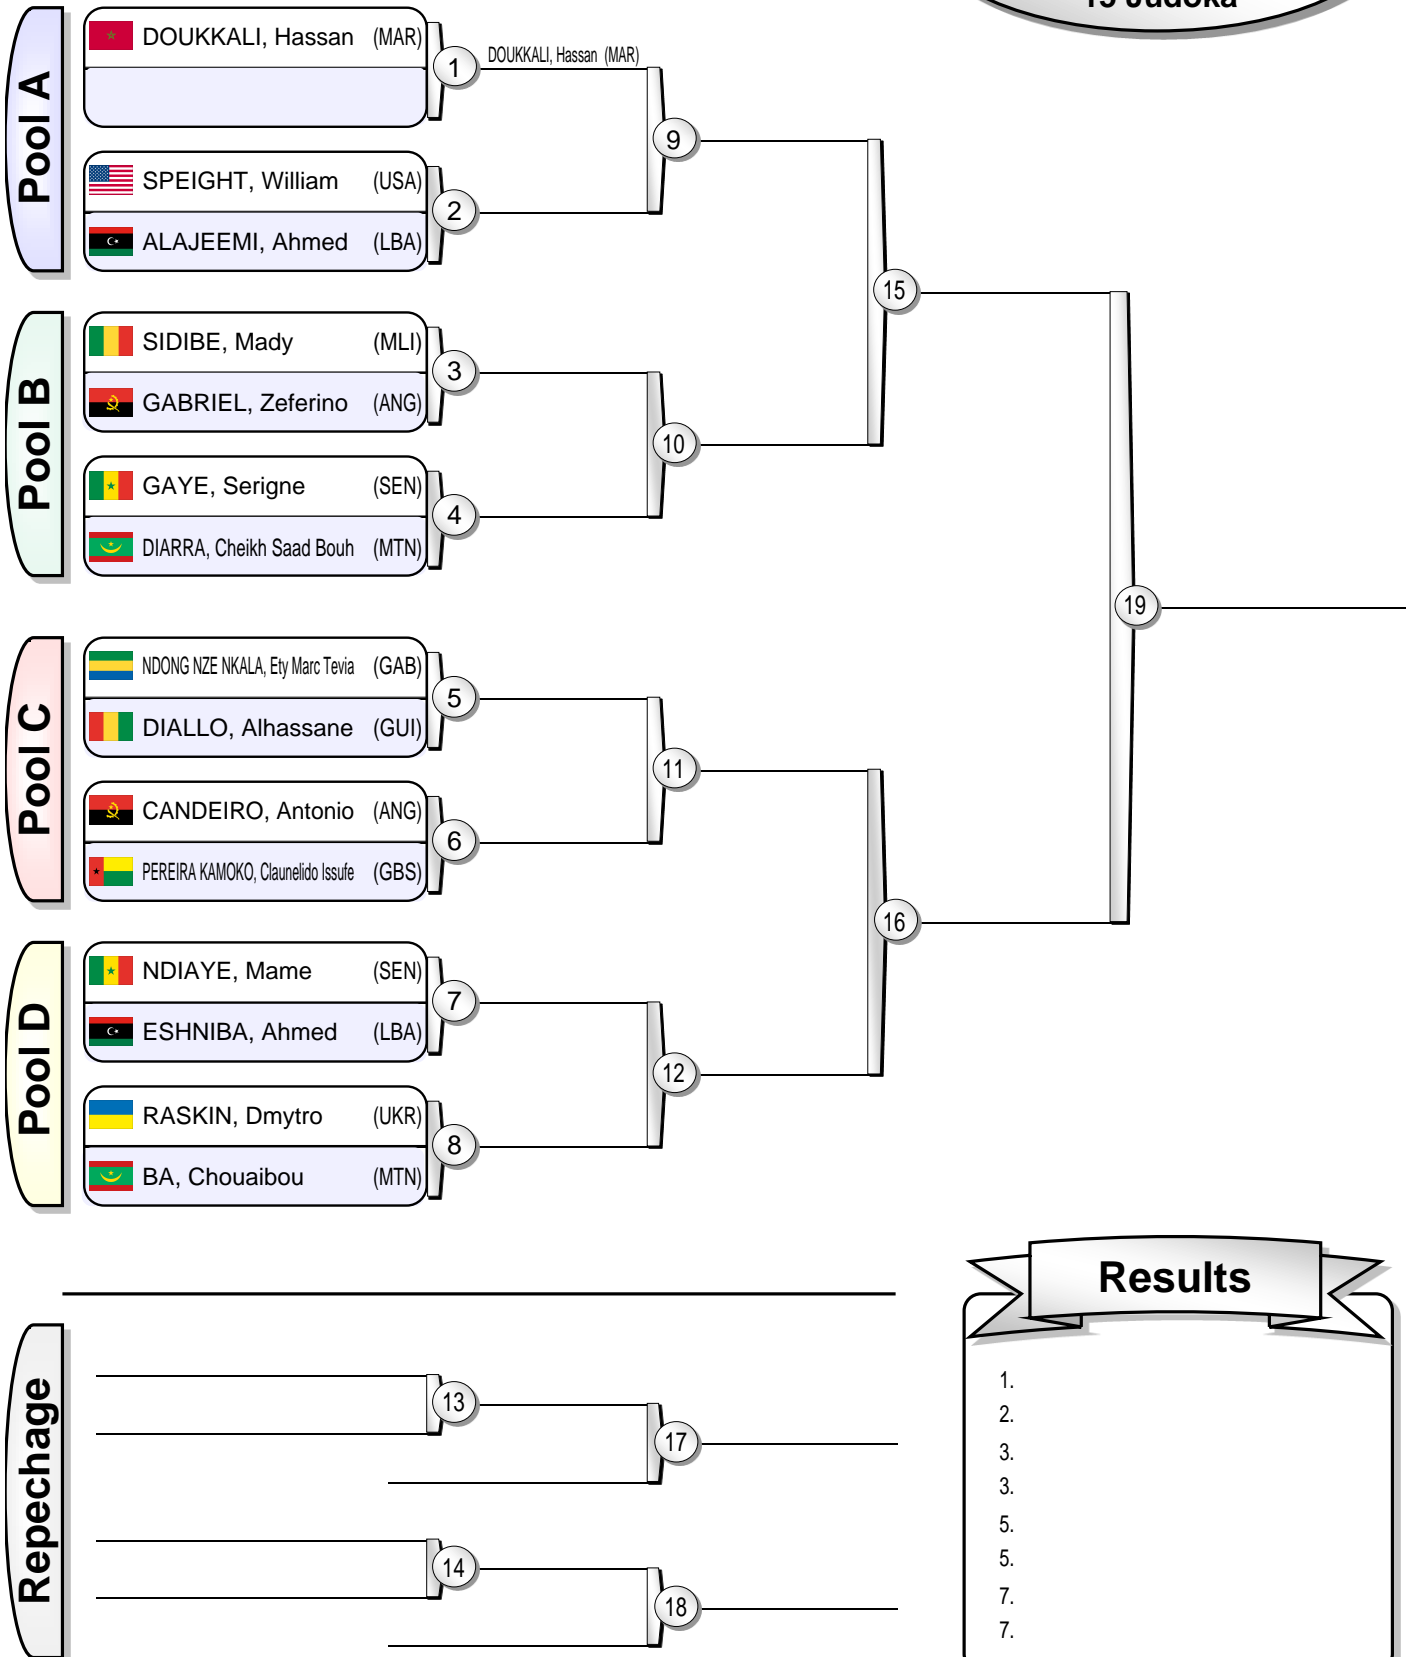 15 Judoka
Pool A
DOUKKALI, Hassan (MAR)
1
DOUKKALI, Hassan (MAR)
9
SPEIGHT, William (USA)
2
ALAJEEMI, Ahmed (LBA)
15
Pool B
SIDIBE, Mady (MLI)
3
GABRIEL, Zeferino (ANG)
10
GAYE, Serigne (SEN)
4
DIARRA, Cheikh Saad Bouh (MTN)
19
Pool C
NDONG NZE NKALA, Ety Marc Tevia (GAB)
5
DIALLO, Alhassane (GUI)
11
CANDEIRO, Antonio (ANG)
6
PEREIRA KAMOKO, Claunelido Issufe (GBS)
16
Pool D
NDIAYE, Mame (SEN)
7
ESHNIBA, Ahmed (LBA)
12
RASKIN, Dmytro (UKR)
8
BA, Chouaibou (MTN)
Repechage
13
17
14
18
Results
1.
2.
3.
3.
5.
5.
7.
7.